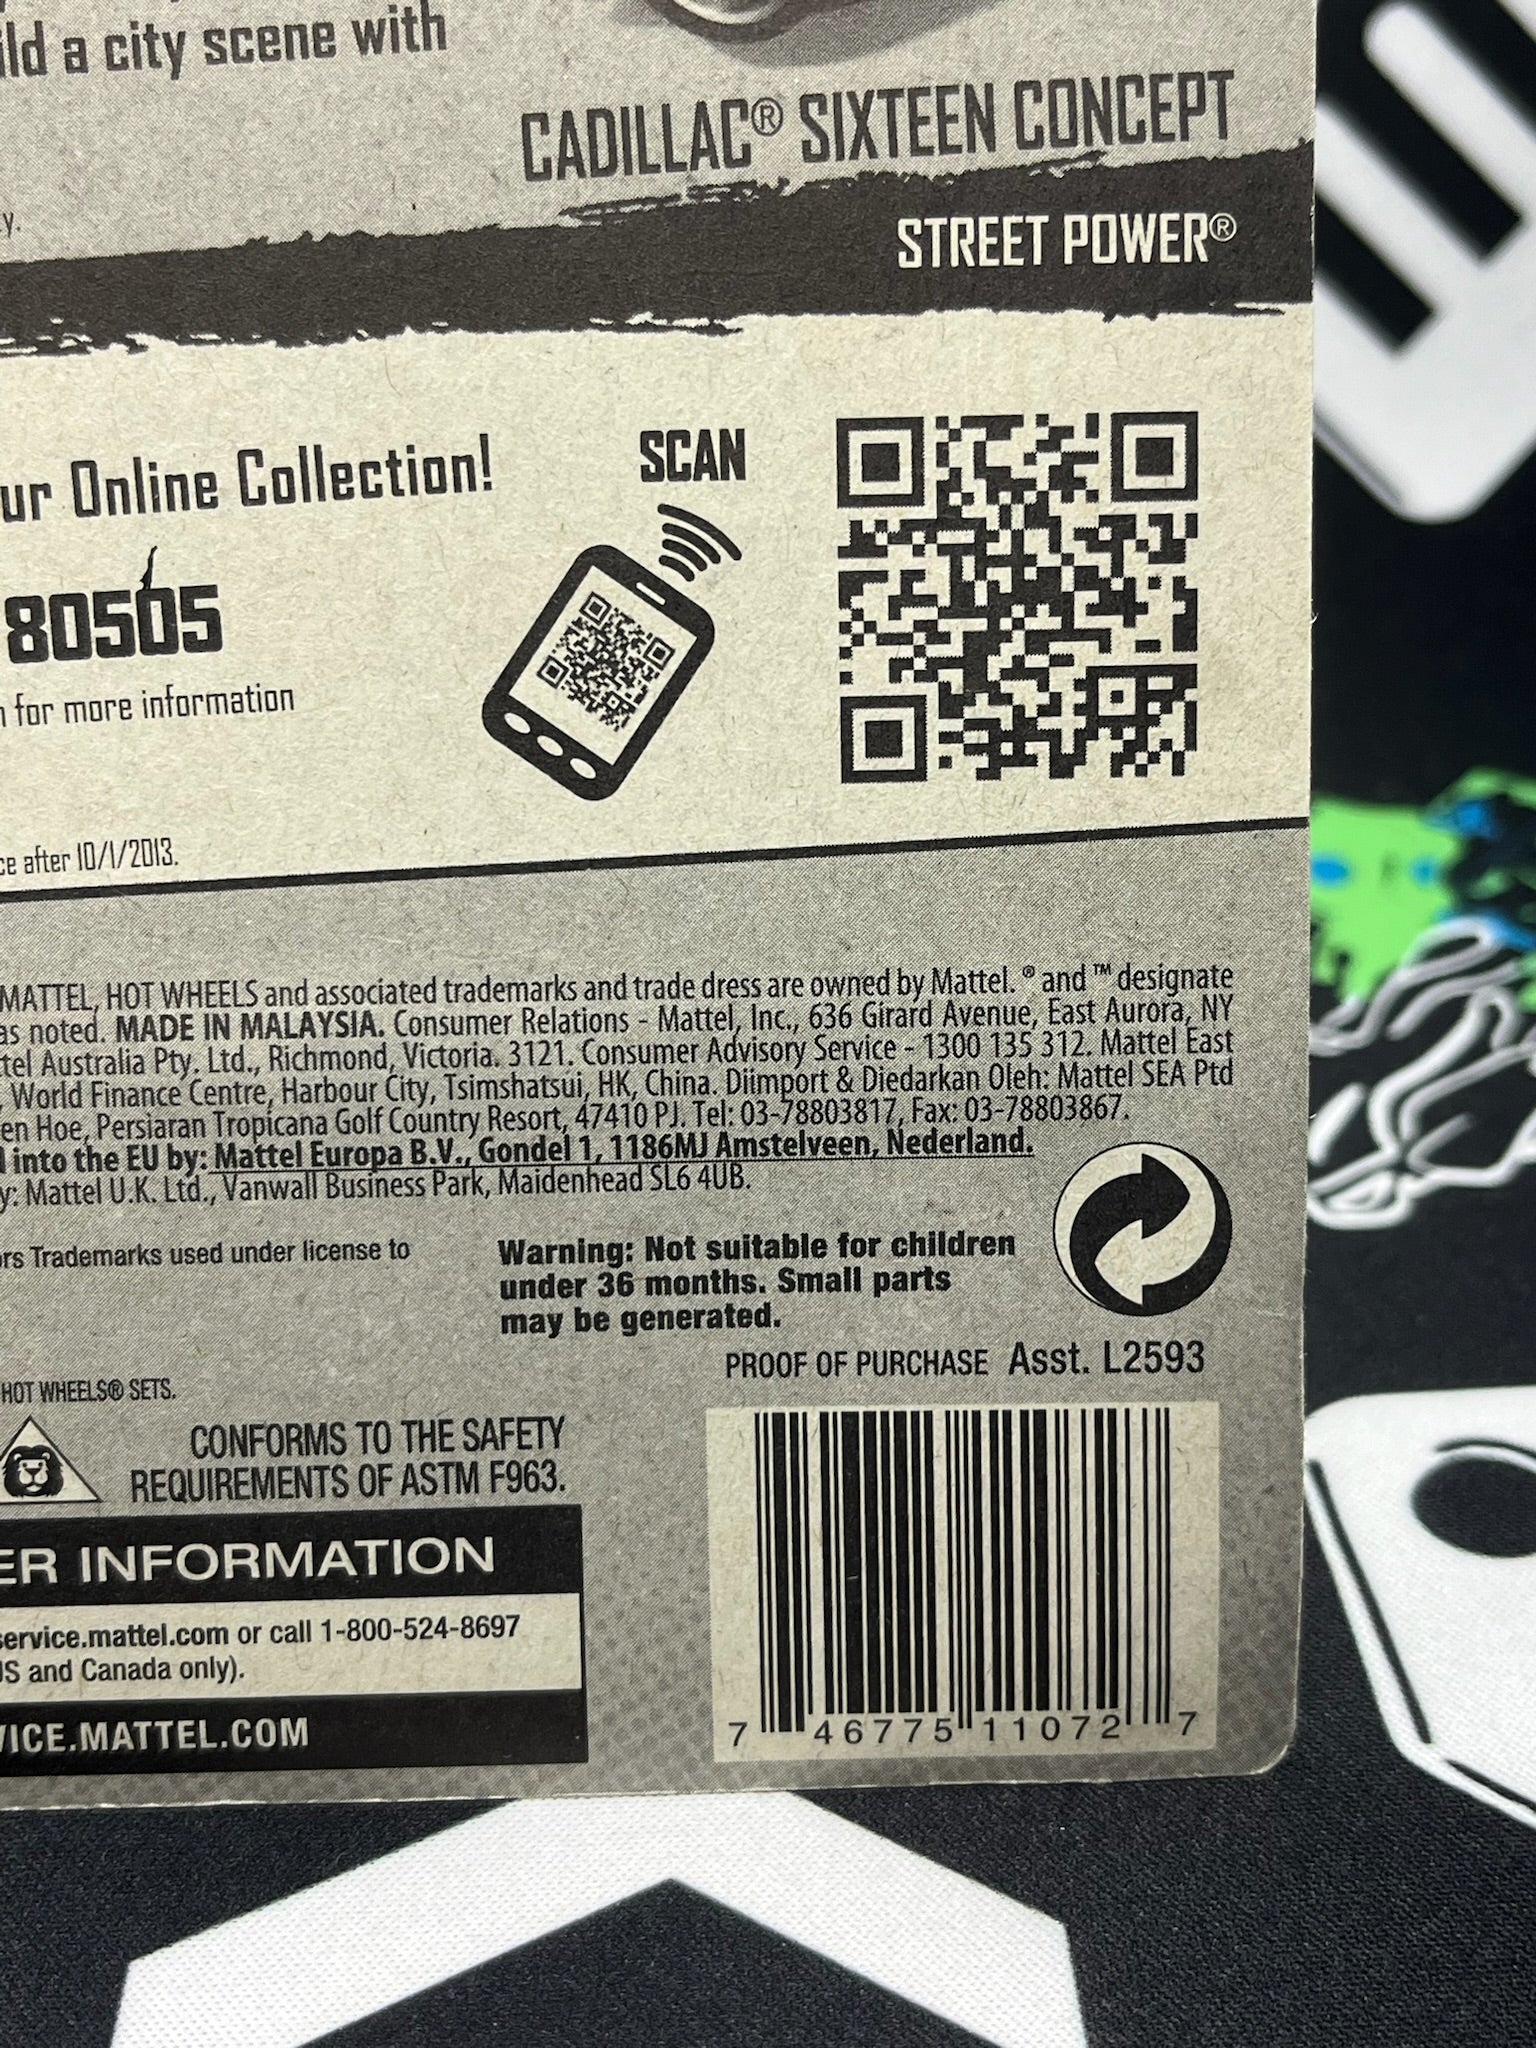 a city scene with
CADILLAC® SIXTEEN CONCEPT
y.
STREET POWER®
ur Online Collection!
SCAN
80505
for more information
ce after 10/1/2013.
MATTEL, HOT WHEELS and associated trademarks and trade dress are owned by Mattel. ® and ™ designate
as noted. MADE IN MALAYSIA. Consumer Relations - Mattel, Inc., 636 Girard Avenue, East Aurora, NY
tel Australia Pty. Ltd., Richmond, Victoria. 3121. Consumer Advisory Service - 1300 135 312. Mattel East
World Finance Centre, Harbour City, Tsimshatsui, HK, China. Diimport & Diedarkan Oleh: Mattel SEA Ptd
en Hoe, Persiaran Tropicana Golf Country Resort, 47410 PJ. Tel: 03-78803817, Fax: 03-78803867.
into the EU by: Mattel Europa B.V., Gondel 1, 1186MJ Amstelveen, Nederland.
y: Mattel U.K. Ltd., Vanwall Business Park, Maidenhead SL6 4UB.
ors Trademarks used under license to
Warning: Not suitable for children
under 36 months. Small parts
may be generated.
PROOF OF PURCHASE Asst. L2593
HOT WHEELS® SETS.
CONFORMS TO THE SAFETY
REQUIREMENTS OF ASTM F963.
ER INFORMATION
service.mattel.com or call 1-800-524-8697
US and Canada only).
VICE.MATTEL.COM
7 46775 11072 7